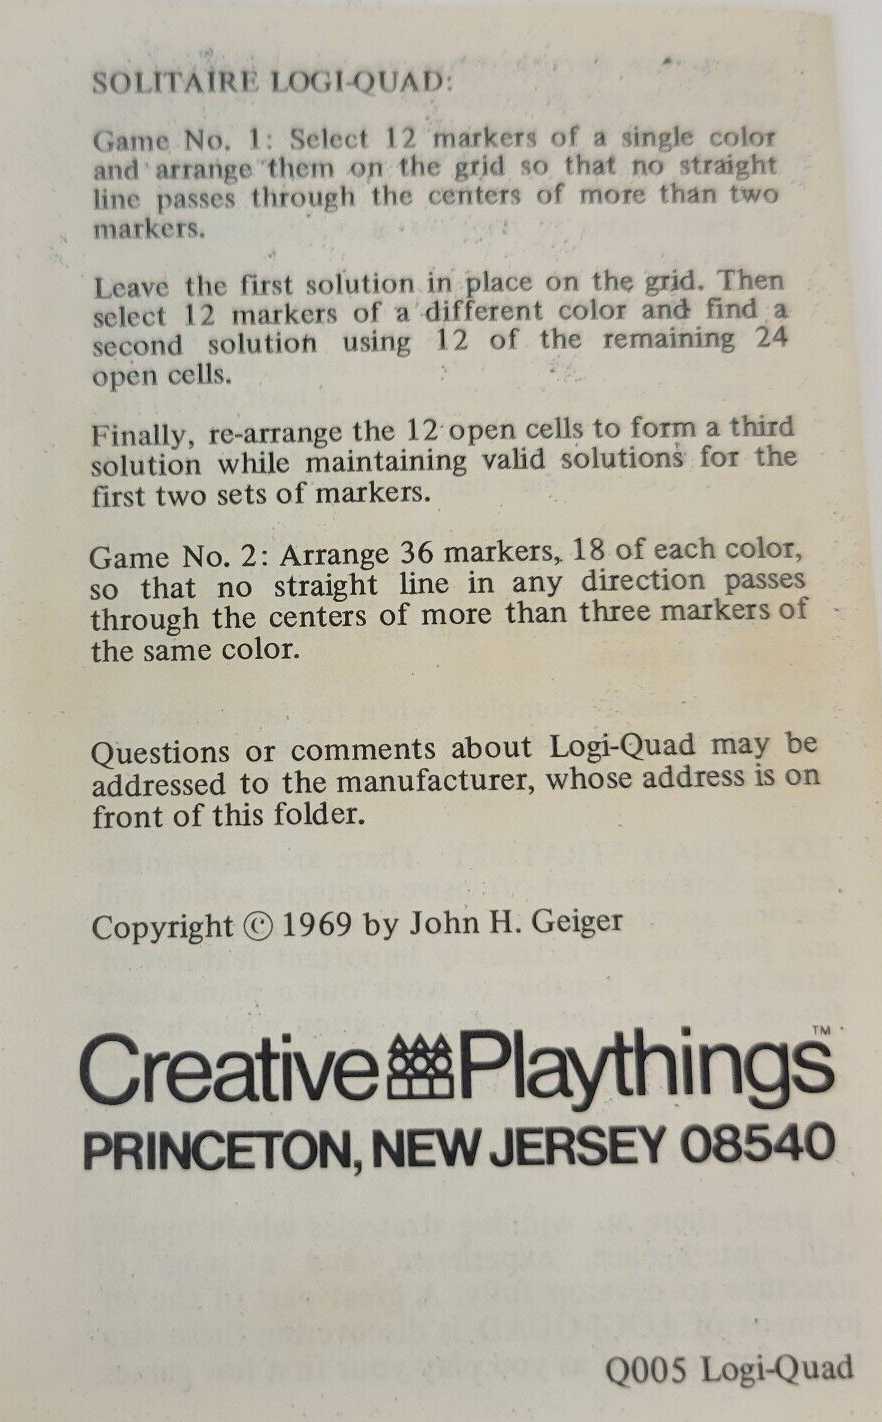 SOLITAIRE LOGI-QUAD:
Game No. 1: Select 12 markers of a single color
and arrange them on the grid so that no straight
line passes through the centers of more than two
markers.
Leave the first solution in place on the grid. Then
select 12 markers of a different color and find a
second solution using 12 of the remaining 24
open cells.
Finally, re-arrange the 12 open cells to form a third
solution while maintaining valid solutions for the
first two sets of markers.
Game No. 2: Arrange 36 markers, 18 of each color,
so that no straight line in any direction passes
through the centers of more than three markers of
the same color.
Questions or comments about Logi-Quad may be
addressed to the manufacturer, whose address is on
front of this folder.
Copyright © 1969 by John H. Geiger
Creative Playthings™
PRINCETON, NEW JERSEY 08540
Q005 Logi-Quad